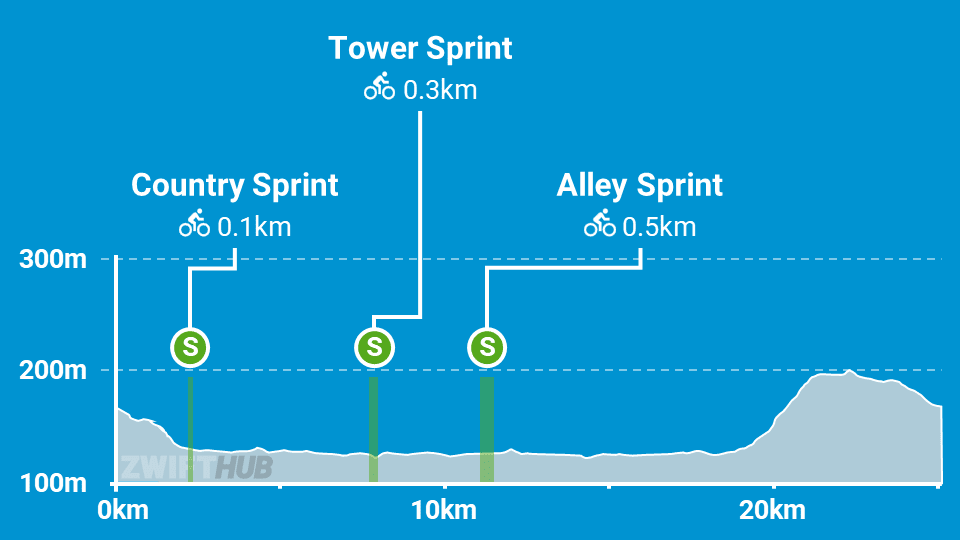 Tower Sprint
0.3km
Country Sprint
0.1km
Alley Sprint
0.5km
300m
S
S
S
200m
ZWIFTHUB
100m
0km
10km
20km